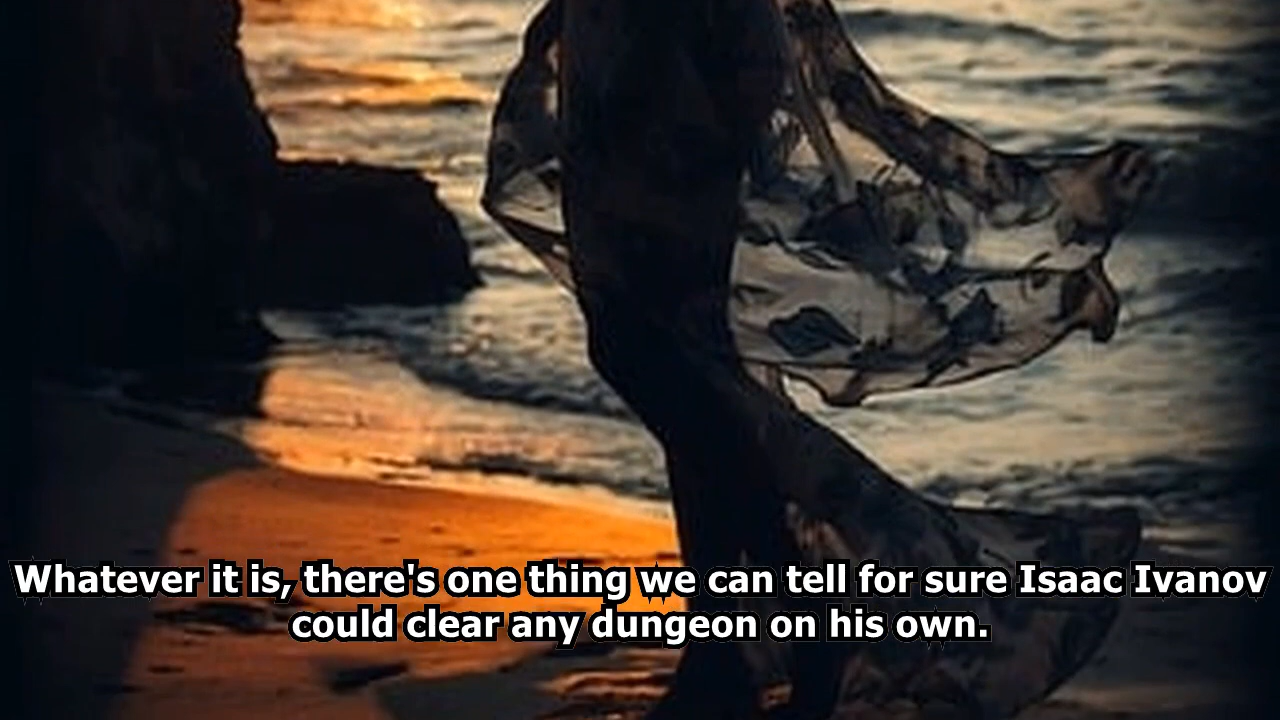 Whatever it is, there's one thing we can tell for sure Isaac Ivanov
could clear any dungeon on his own.